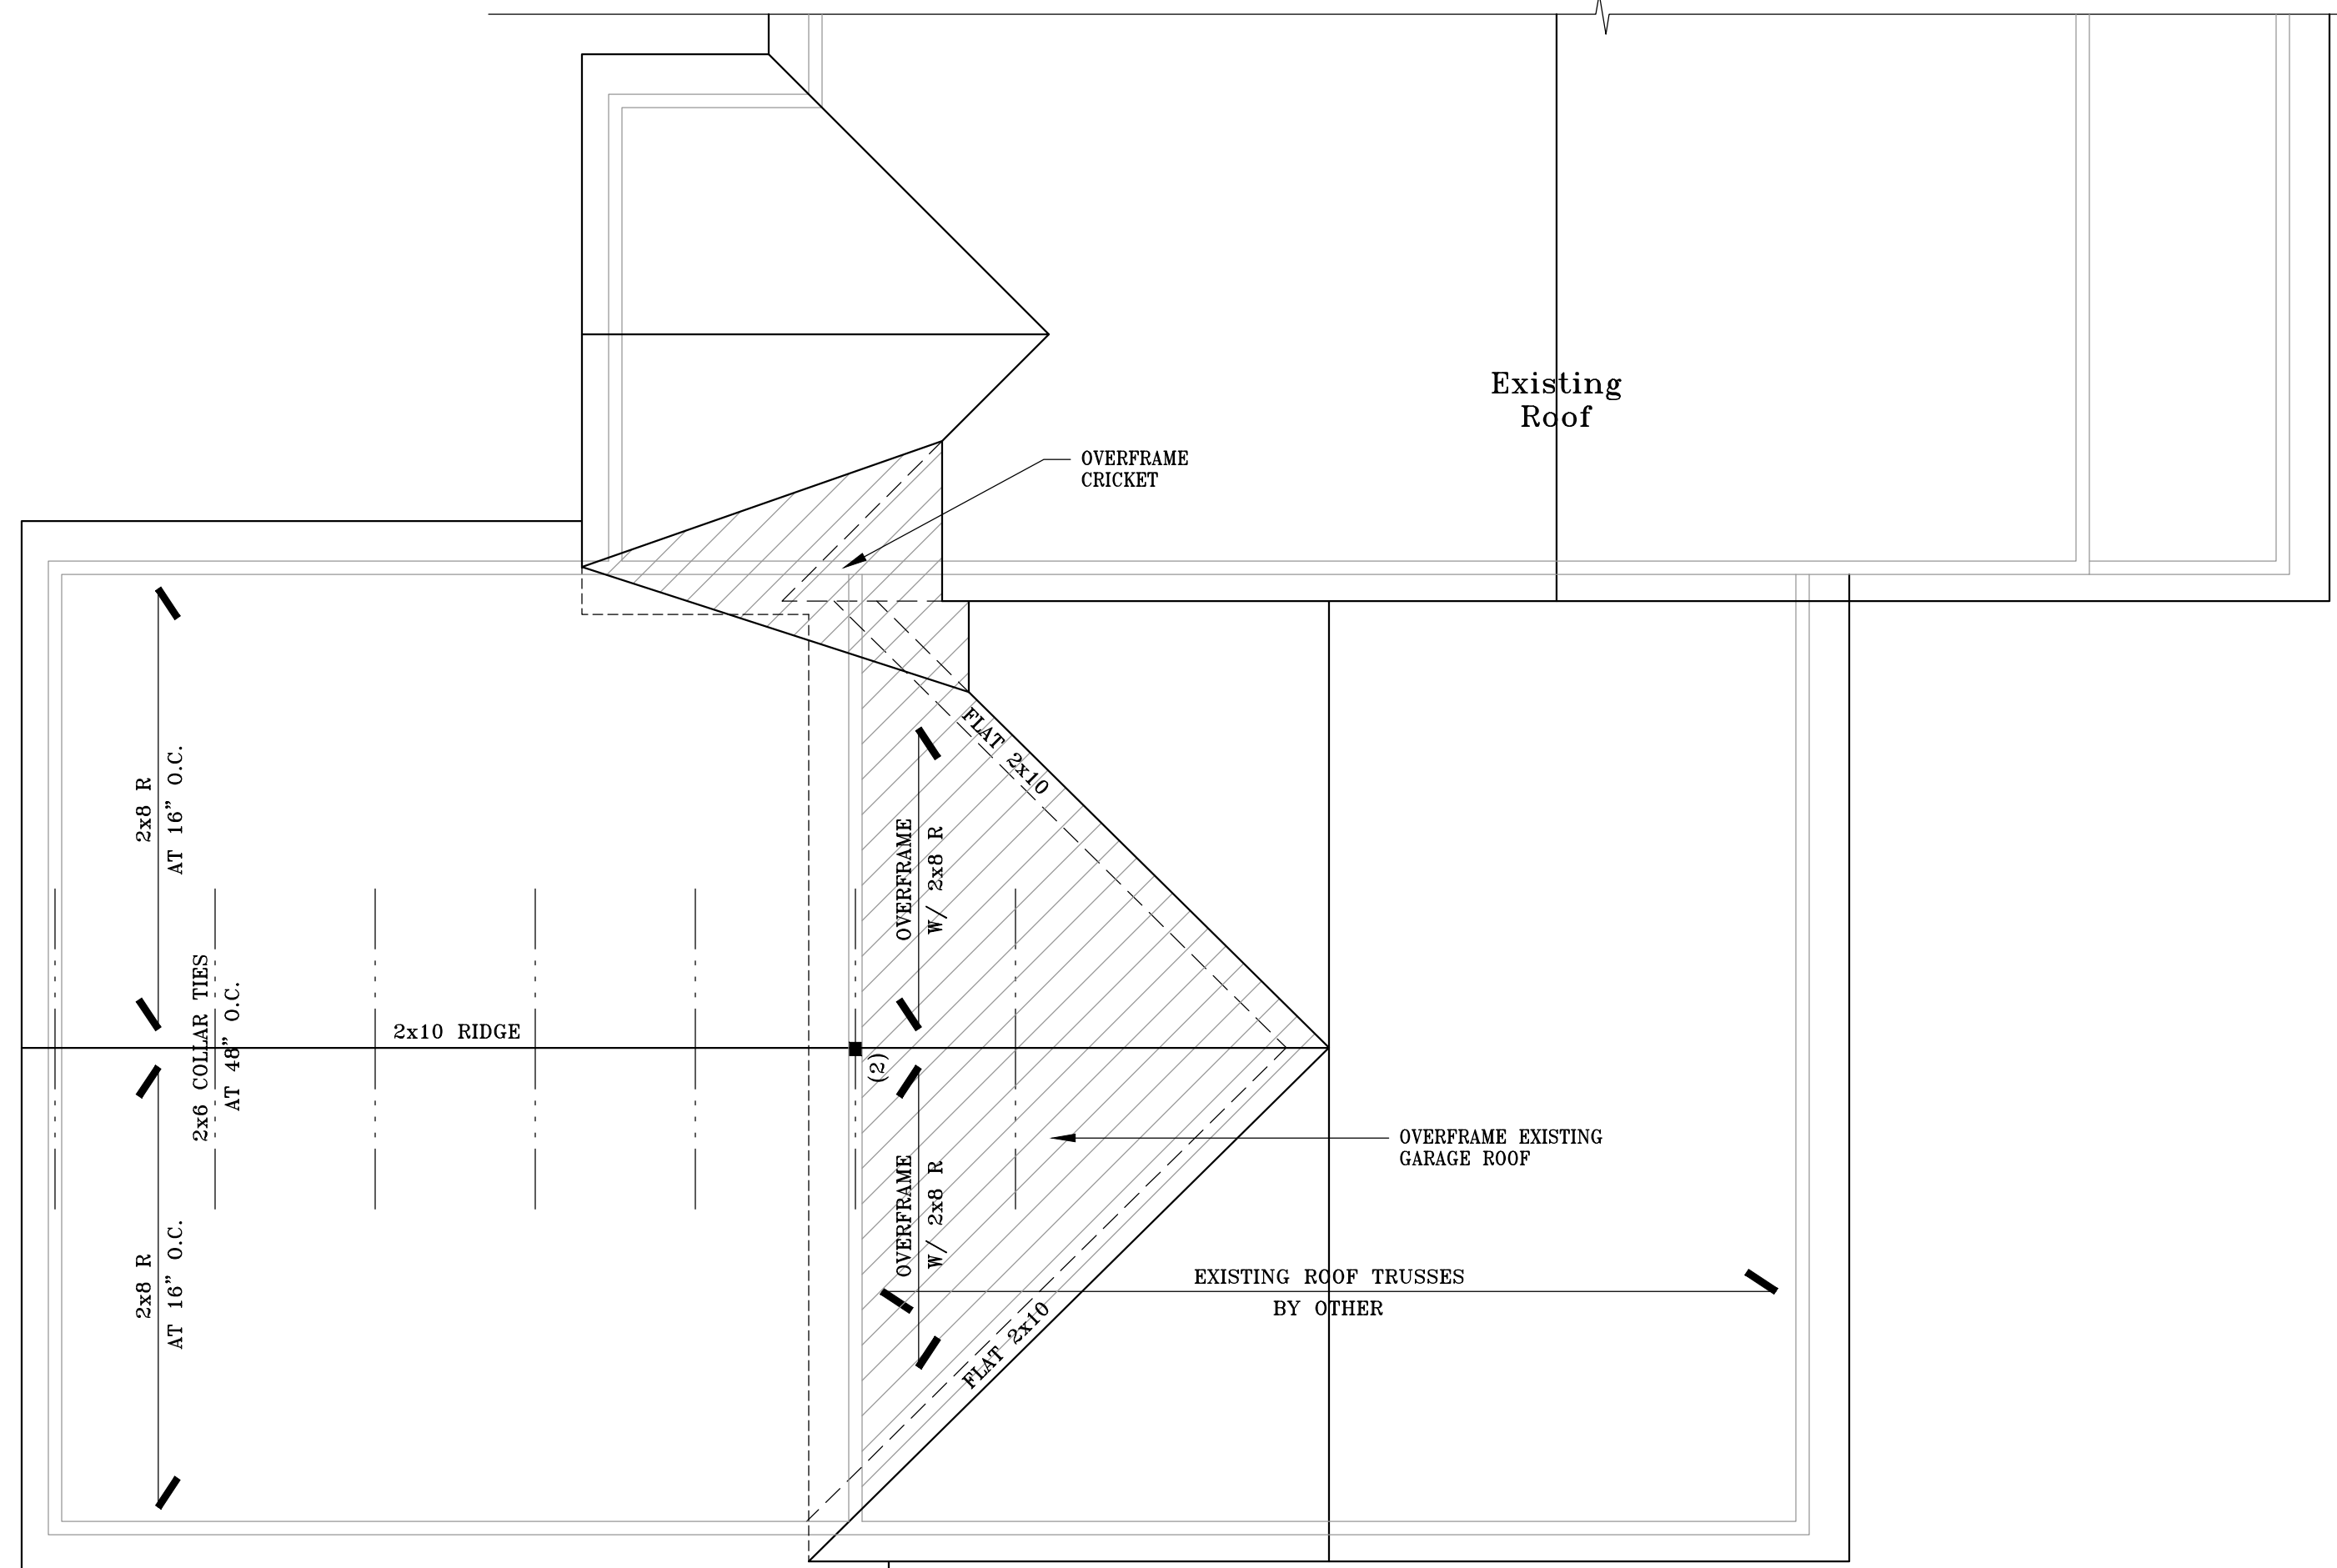 Existing
Roof
OVERFRAME
CRICKET
FLAT 2x10
2x8 R
AT 16" O.C.
OVERFRAME
W/ 2x8 R
2x6 COLLAR TIES
AT 48" O.C.
2x10 RIDGE
(2)
OVERFRAME EXISTING
GARAGE ROOF
OVERFRAME
W/ 2x8 R
2x8 R
AT 16" O.C.
EXISTING ROOF TRUSSES
BY OTHER
FLAT 2x10